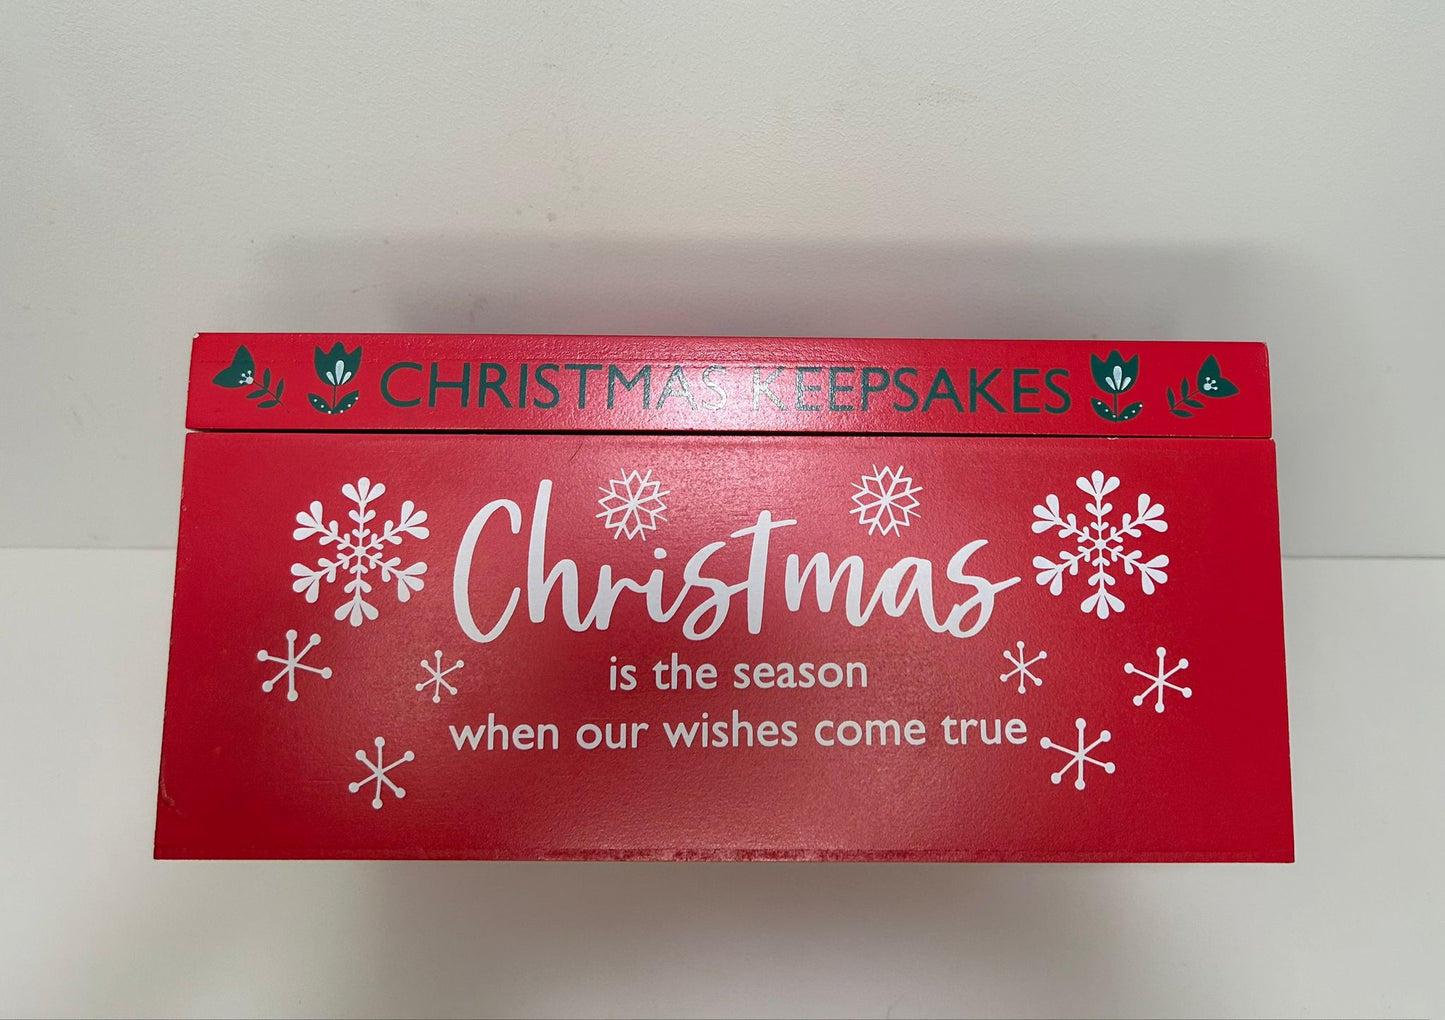 CHRISTMAS KEEPSAKES
Christmas
is the season
when our wishes come true